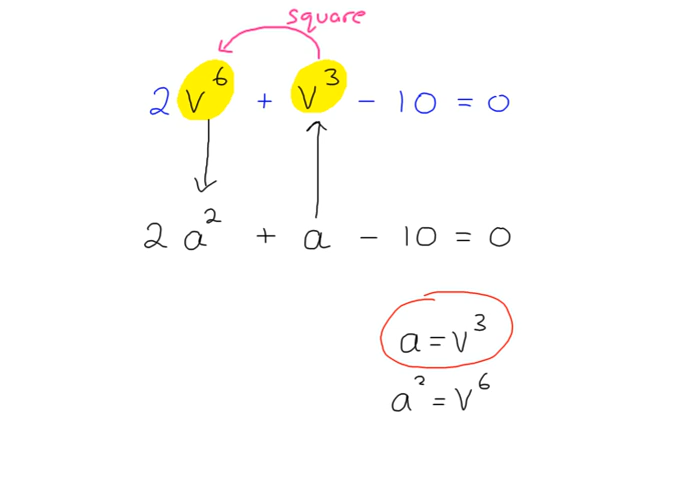 square
2v⁶ + v³ - 10 = 0
2a² + a - 10 = 0
a = v³
a² = v⁶